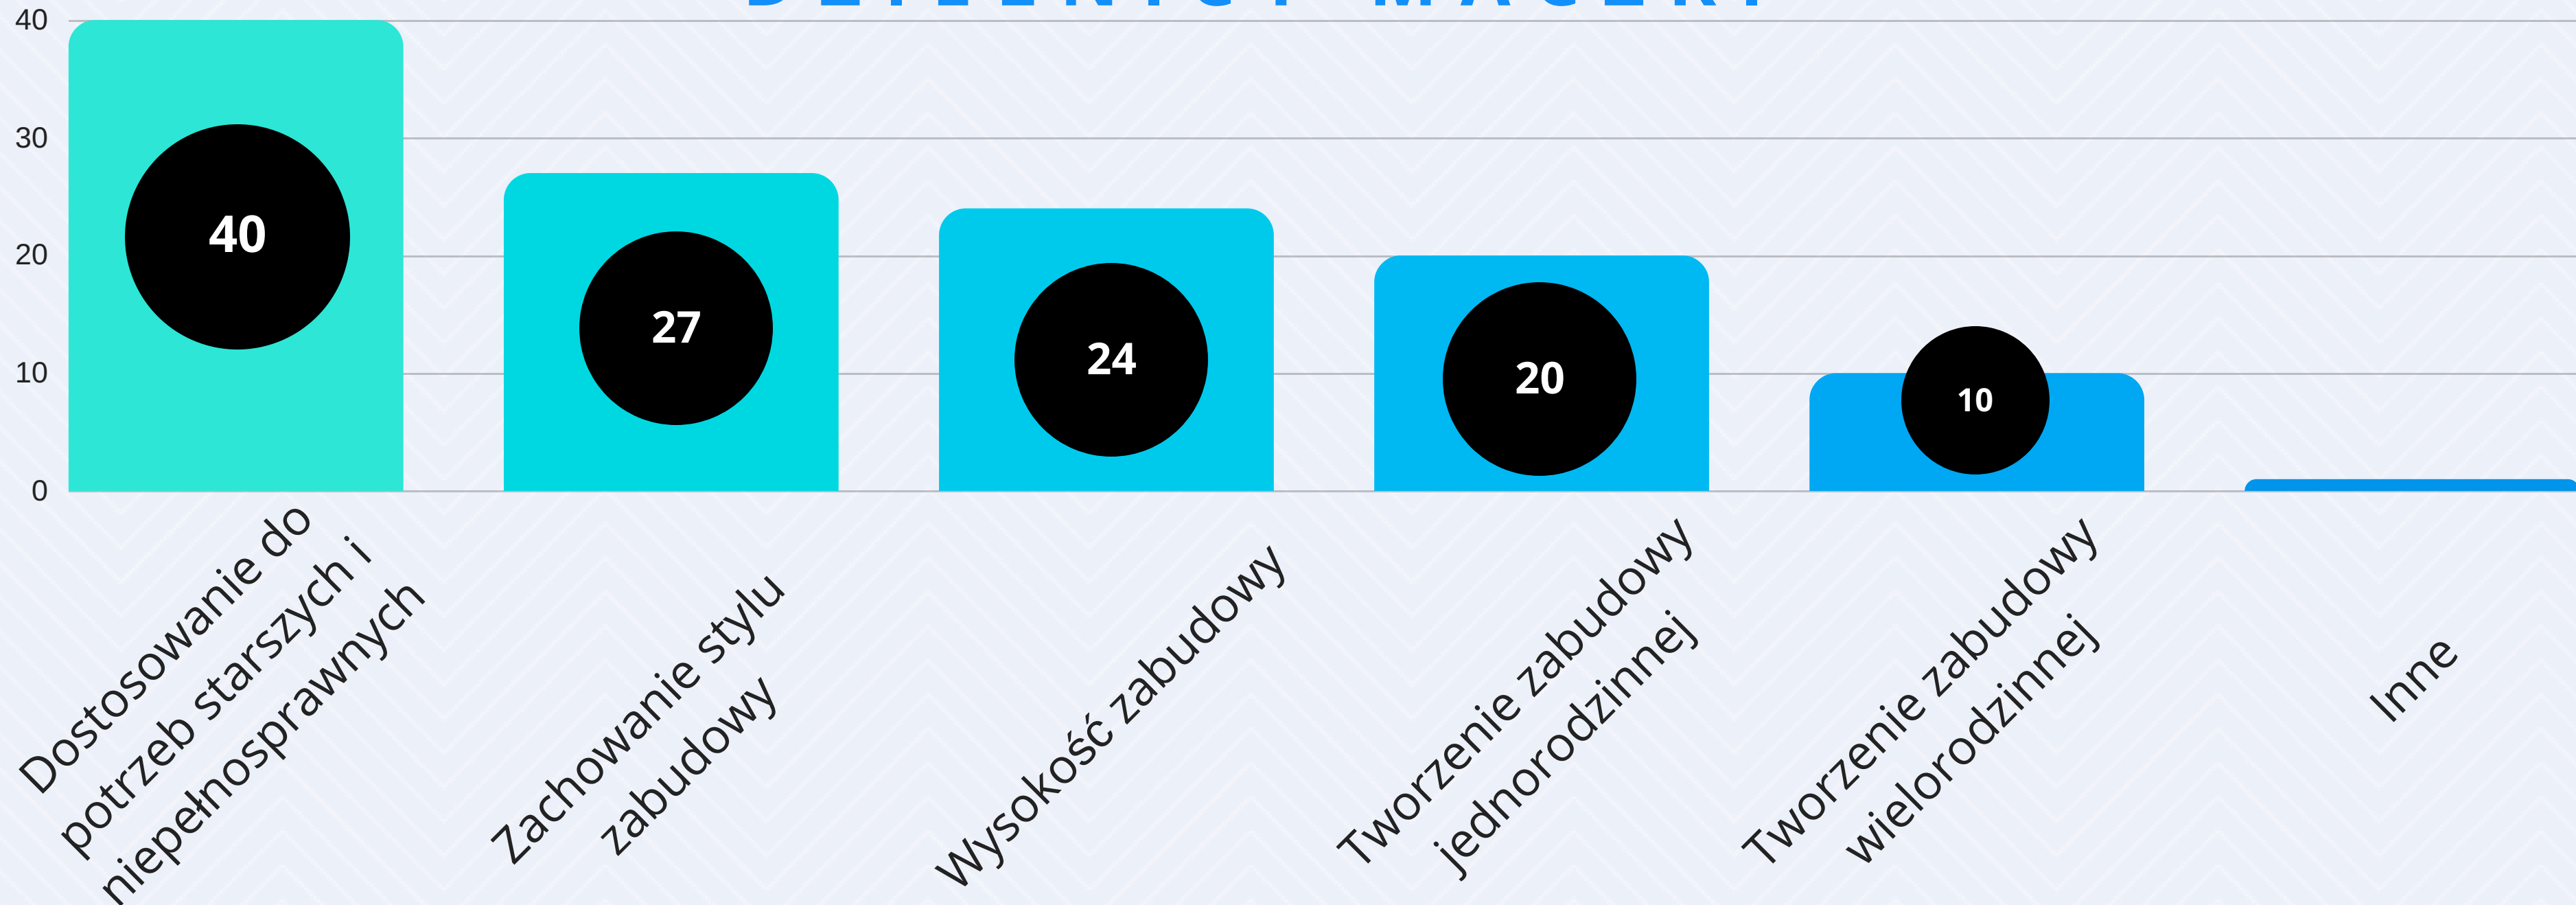 40
30
20
10
0
40
27
24
20
10
Dostosowanie do
potrzeb starszych i
niepełnosprawnych
Zachowanie stylu
zabudowy
Wysokość zabudowy
Tworzenie zabudowy
jednorodzinnej
Tworzenie zabudowy
wielorodzinnej
Inne